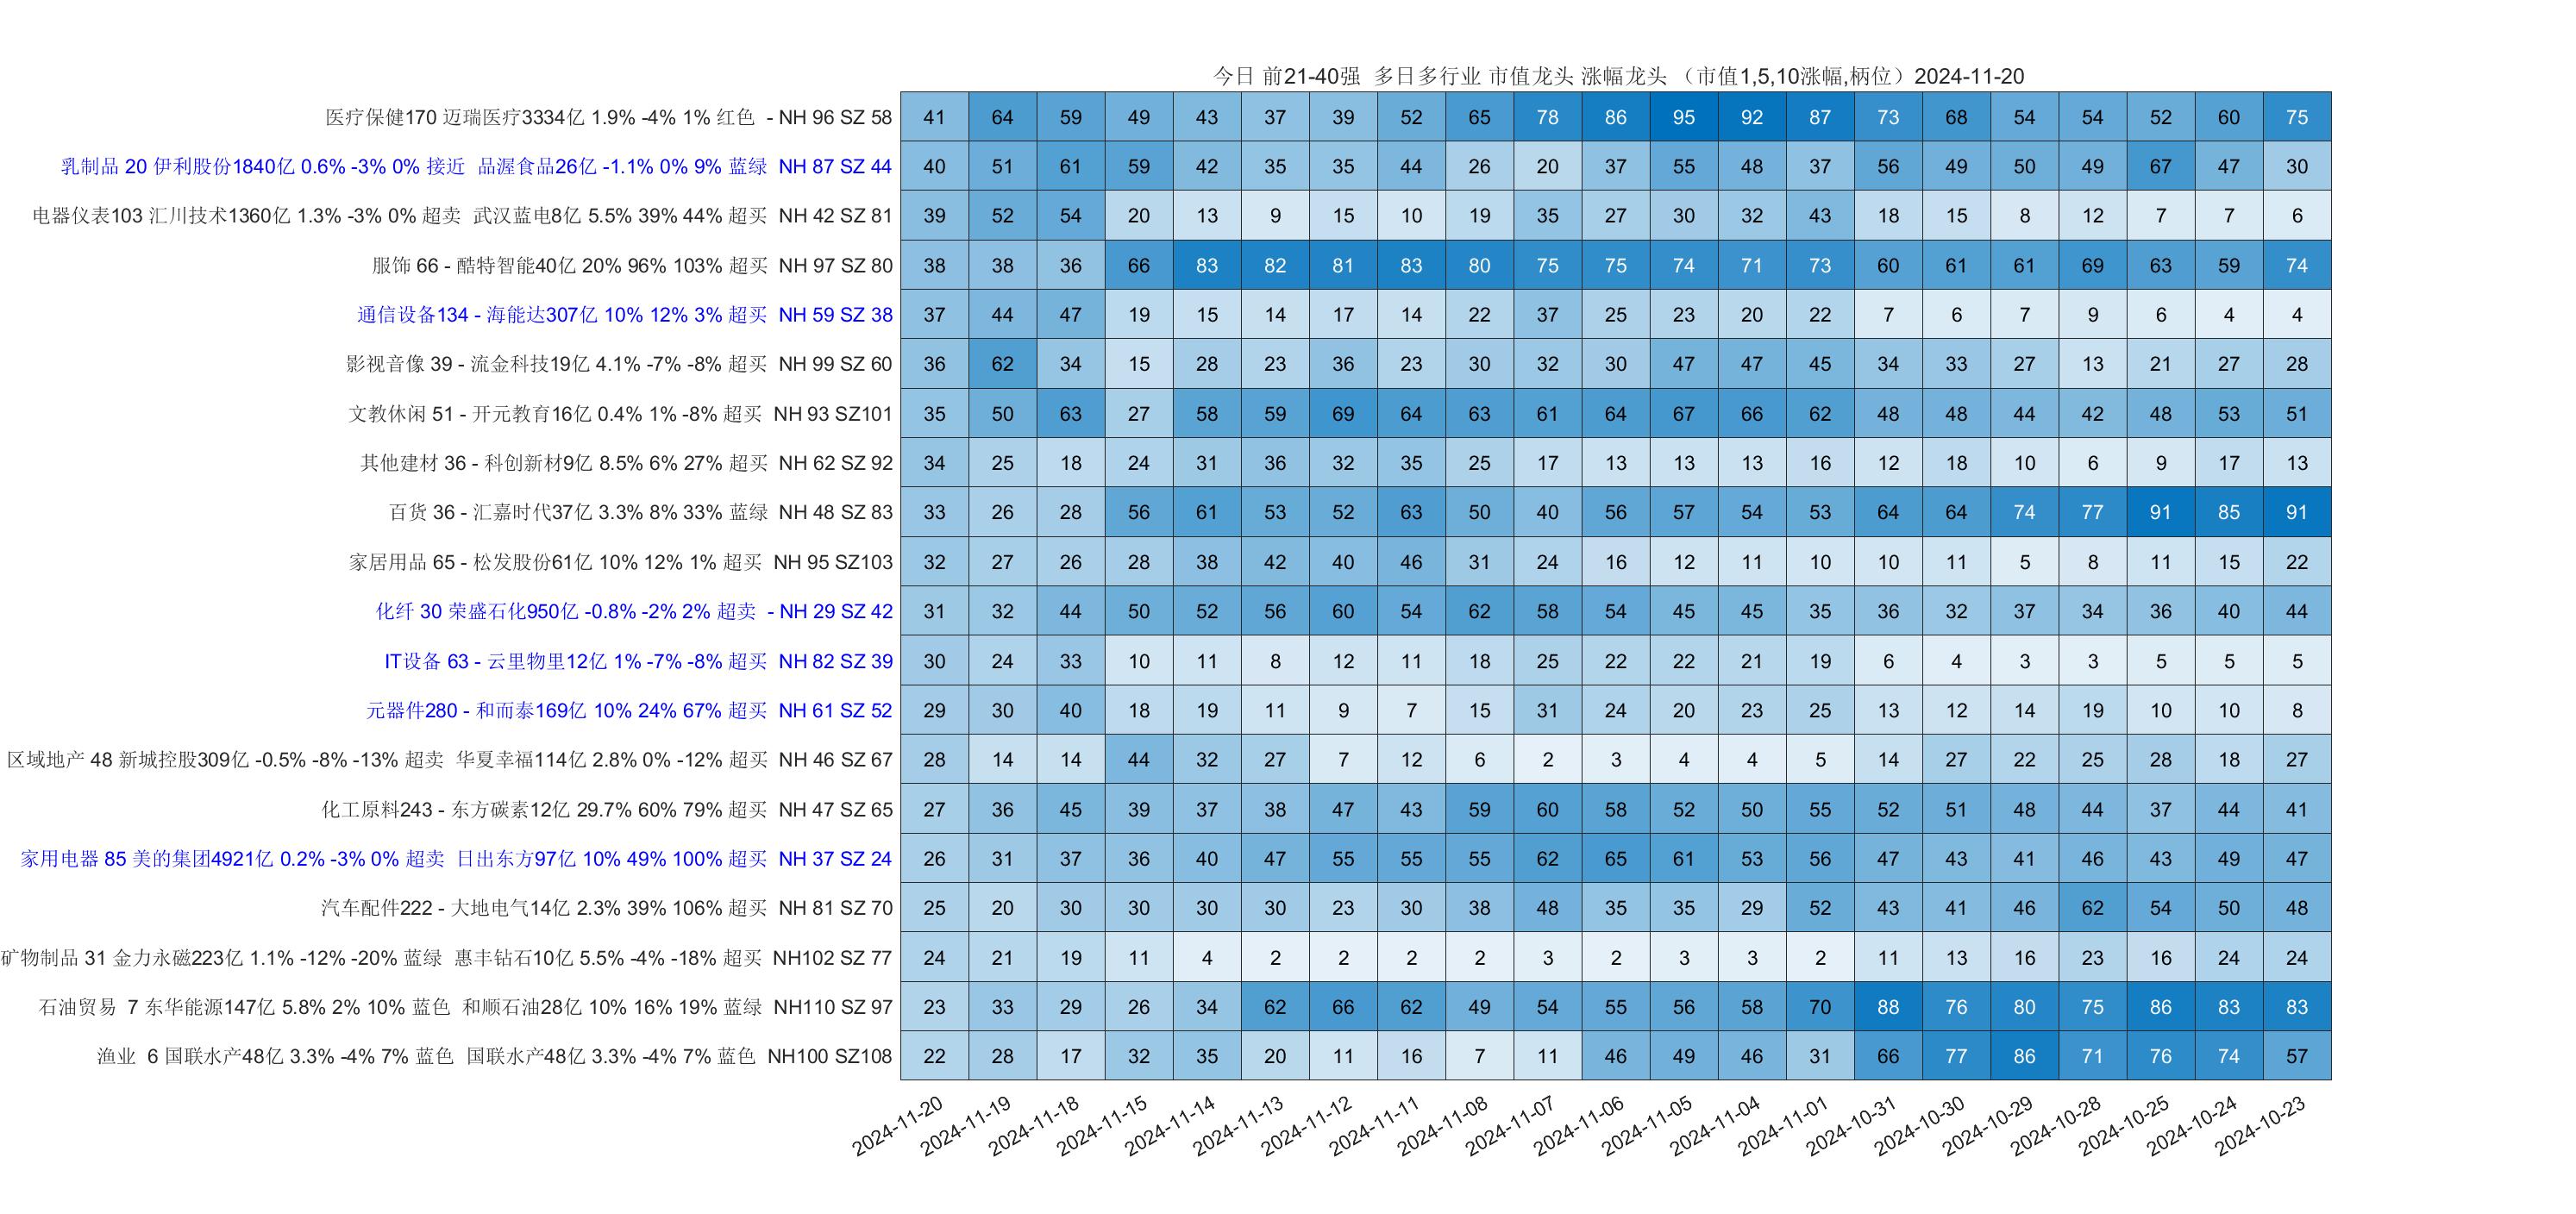 今日 前21-40强 多日多行业 市值龙头 涨幅龙头 （市值1,5,10涨幅,柄位）2024-11-20
医疗保健170 迈瑞医疗3334亿 1.9% -4% 1% 红色 - NH 96 SZ 58 41 64 59 49 43 37 39 52 65 78 86 95 92 87 73 68 54 54 52 60 75
乳制品 20 伊利股份1840亿 0.6% -3% 0% 接近 品渥食品26亿 -1.1% 0% 9% 蓝绿 NH 87 SZ 44 40 51 61 59 42 35 35 44 26 20 37 55 48 37 56 49 50 49 67 47 30
电器仪表103 汇川技术1360亿 1.3% -3% 0% 超卖 武汉蓝电8亿 5.5% 39% 44% 超买 NH 42 SZ 81 39 52 54 20 13 9 15 10 19 35 27 30 32 43 18 15 8 12 7 7 6
服饰 66 - 酷特智能40亿 20% 96% 103% 超买 NH 97 SZ 80 38 38 36 66 83 82 81 83 80 75 75 74 71 73 60 61 61 69 63 59 74
通信设备134 - 海能达307亿 10% 12% 3% 超买 NH 59 SZ 38 37 44 47 19 15 14 17 14 22 37 25 23 20 22 7 6 7 9 6 4 4
影视音像 39 - 流金科技19亿 4.1% -7% -8% 超买 NH 99 SZ 60 36 62 34 15 28 23 36 23 30 32 30 47 47 45 34 33 27 13 21 27 28
文教休闲 51 - 开元教育16亿 0.4% 1% -8% 超买 NH 93 SZ101 35 50 63 27 58 59 69 64 63 61 64 67 66 62 48 48 44 42 48 53 51
其他建材 36 - 科创新材9亿 8.5% 6% 27% 超买 NH 62 SZ 92 34 25 18 24 31 36 32 35 25 17 13 13 13 16 12 18 10 6 9 17 13
百货 36 - 汇嘉时代37亿 3.3% 8% 33% 蓝绿 NH 48 SZ 83 33 26 28 56 61 53 52 63 50 40 56 57 54 53 64 64 74 77 91 85 91
家居用品 65 - 松发股份61亿 10% 12% 1% 超买 NH 95 SZ103 32 27 26 28 38 42 40 46 31 24 16 12 11 10 10 11 5 8 11 15 22
化纤 30 荣盛石化950亿 -0.8% -2% 2% 超卖 - NH 29 SZ 42 31 32 44 50 52 56 60 54 62 58 54 45 45 35 36 32 37 34 36 40 44
IT设备 63 - 云里物里12亿 1% -7% -8% 超买 NH 82 SZ 39 30 24 33 10 11 8 12 11 18 25 22 22 21 19 6 4 3 3 5 5 5
元器件280 - 和而泰169亿 10% 24% 67% 超买 NH 61 SZ 52 29 30 40 18 19 11 9 7 15 31 24 20 23 25 13 12 14 19 10 10 8
区域地产 48 新城控股309亿 -0.5% -8% -13% 超卖 华夏幸福114亿 2.8% 0% -12% 超买 NH 46 SZ 67 28 14 14 44 32 27 7 12 6 2 3 4 4 5 14 27 22 25 28 18 27
化工原料243 - 东方碳素12亿 29.7% 60% 79% 超买 NH 47 SZ 65 27 36 45 39 37 38 47 43 59 60 58 52 50 55 52 51 48 44 37 44 41
家用电器 85 美的集团4921亿 0.2% -3% 0% 超卖 日出东方97亿 10% 49% 100% 超买 NH 37 SZ 24 26 31 37 36 40 47 55 55 55 62 65 61 53 56 47 43 41 46 43 49 47
汽车配件222 - 大地电气14亿 2.3% 39% 106% 超买 NH 81 SZ 70 25 20 30 30 30 30 23 30 38 48 35 35 29 52 43 41 46 62 54 50 48
矿物制品 31 金力永磁223亿 1.1% -12% -20% 蓝绿 惠丰钻石10亿 5.5% -4% -18% 超买 NH102 SZ 77 24 21 19 11 4 2 2 2 2 3 2 3 3 2 11 13 16 23 16 24 24
石油贸易 7 东华能源147亿 5.8% 2% 10% 蓝色 和顺石油28亿 10% 16% 19% 蓝绿 NH110 SZ 97 23 33 29 26 34 62 66 62 49 54 55 56 58 70 88 76 80 75 86 83 83
渔业 6 国联水产48亿 3.3% -4% 7% 蓝色 国联水产48亿 3.3% -4% 7% 蓝色 NH100 SZ108 22 28 17 32 35 20 11 16 7 11 46 49 46 31 66 77 86 71 76 74 57
2024-11-20 2024-11-19 2024-11-18 2024-11-15 2024-11-14 2024-11-13 2024-11-12 2024-11-11 2024-11-08 2024-11-07 2024-11-06 2024-11-05 2024-11-04 2024-11-01 2024-10-31 2024-10-30 2024-10-29 2024-10-28 2024-10-25 2024-10-24 2024-10-23